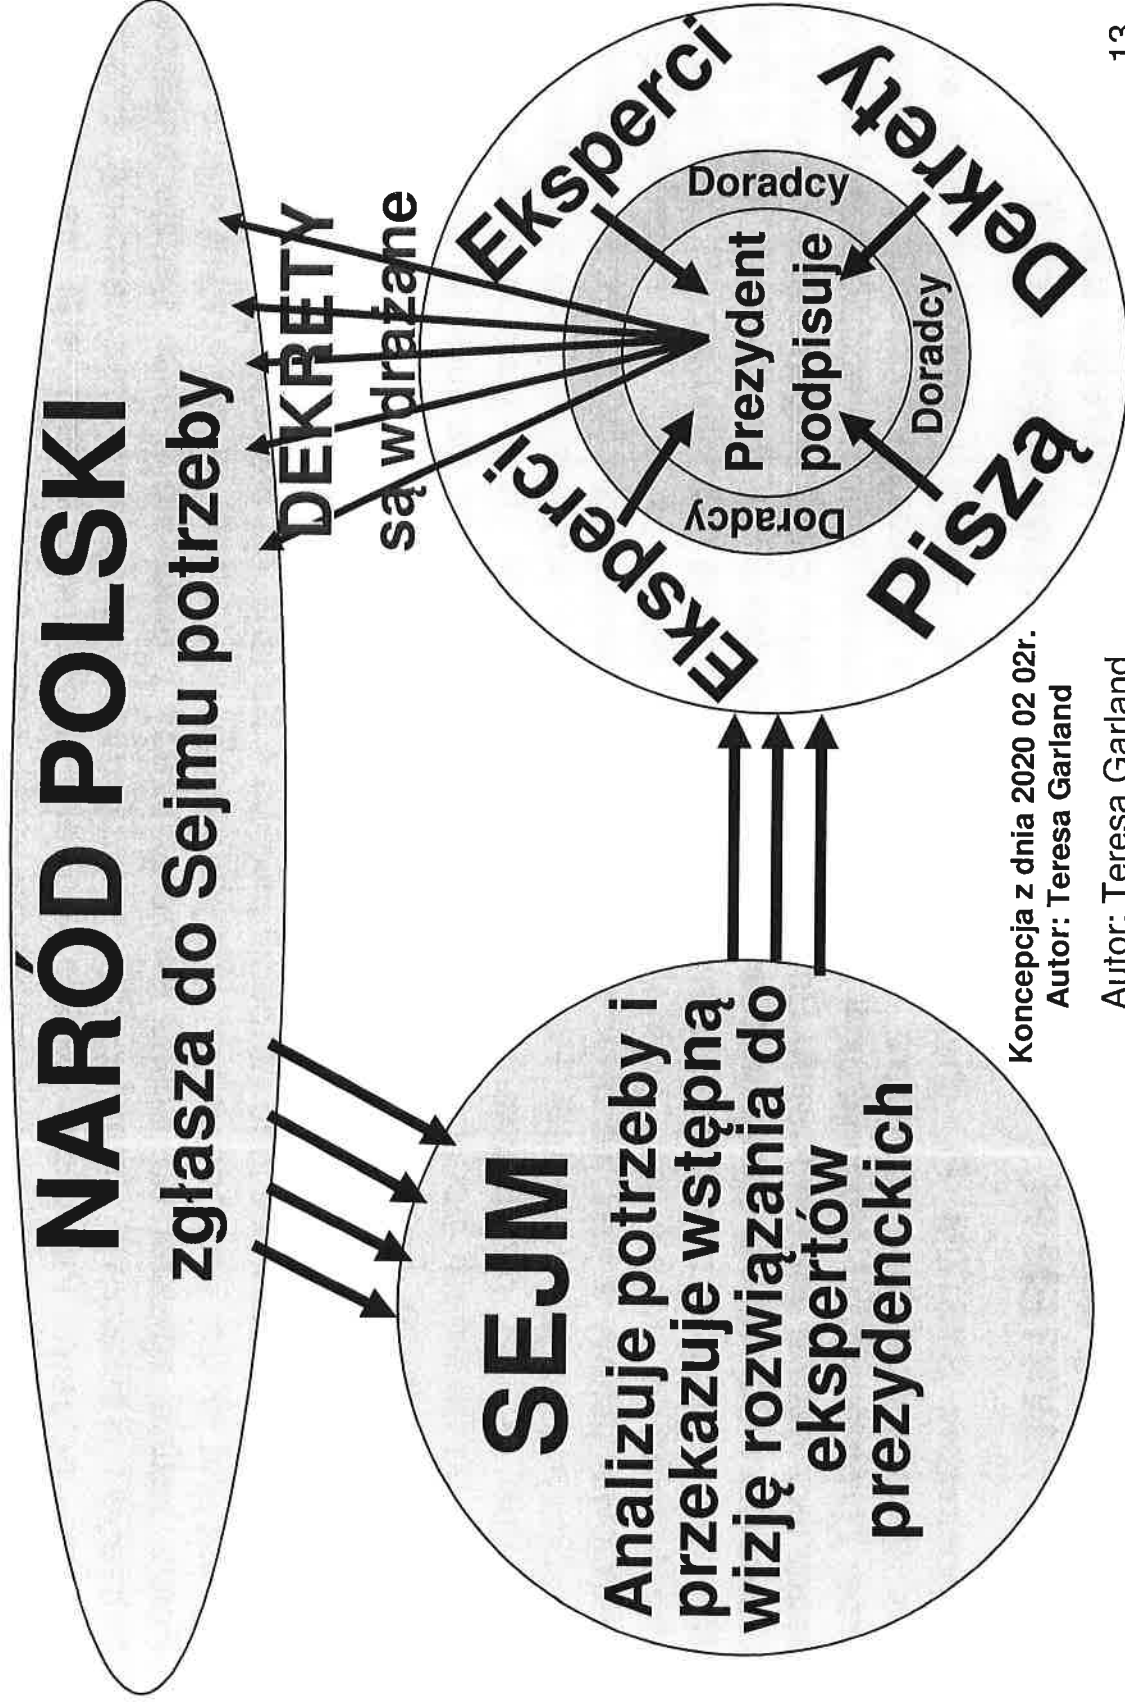 NARÓD POLSKI
zgłasza do Sejmu potrzeby
DEKRETY
są wdrażane
SEJM
Analizuje potrzeby i
przekazuje wstępną
wizję rozwiązania do
ekspertów
prezydenckich
Eksperci
Eksperci
Piszą
Dekrety
Doradcy
Doradcy
Doradcy
Prezydent
podpisuje
Koncepcja z dnia 2020 02 02r.
Autor: Teresa Garland
Autor: Teresa Garland
13